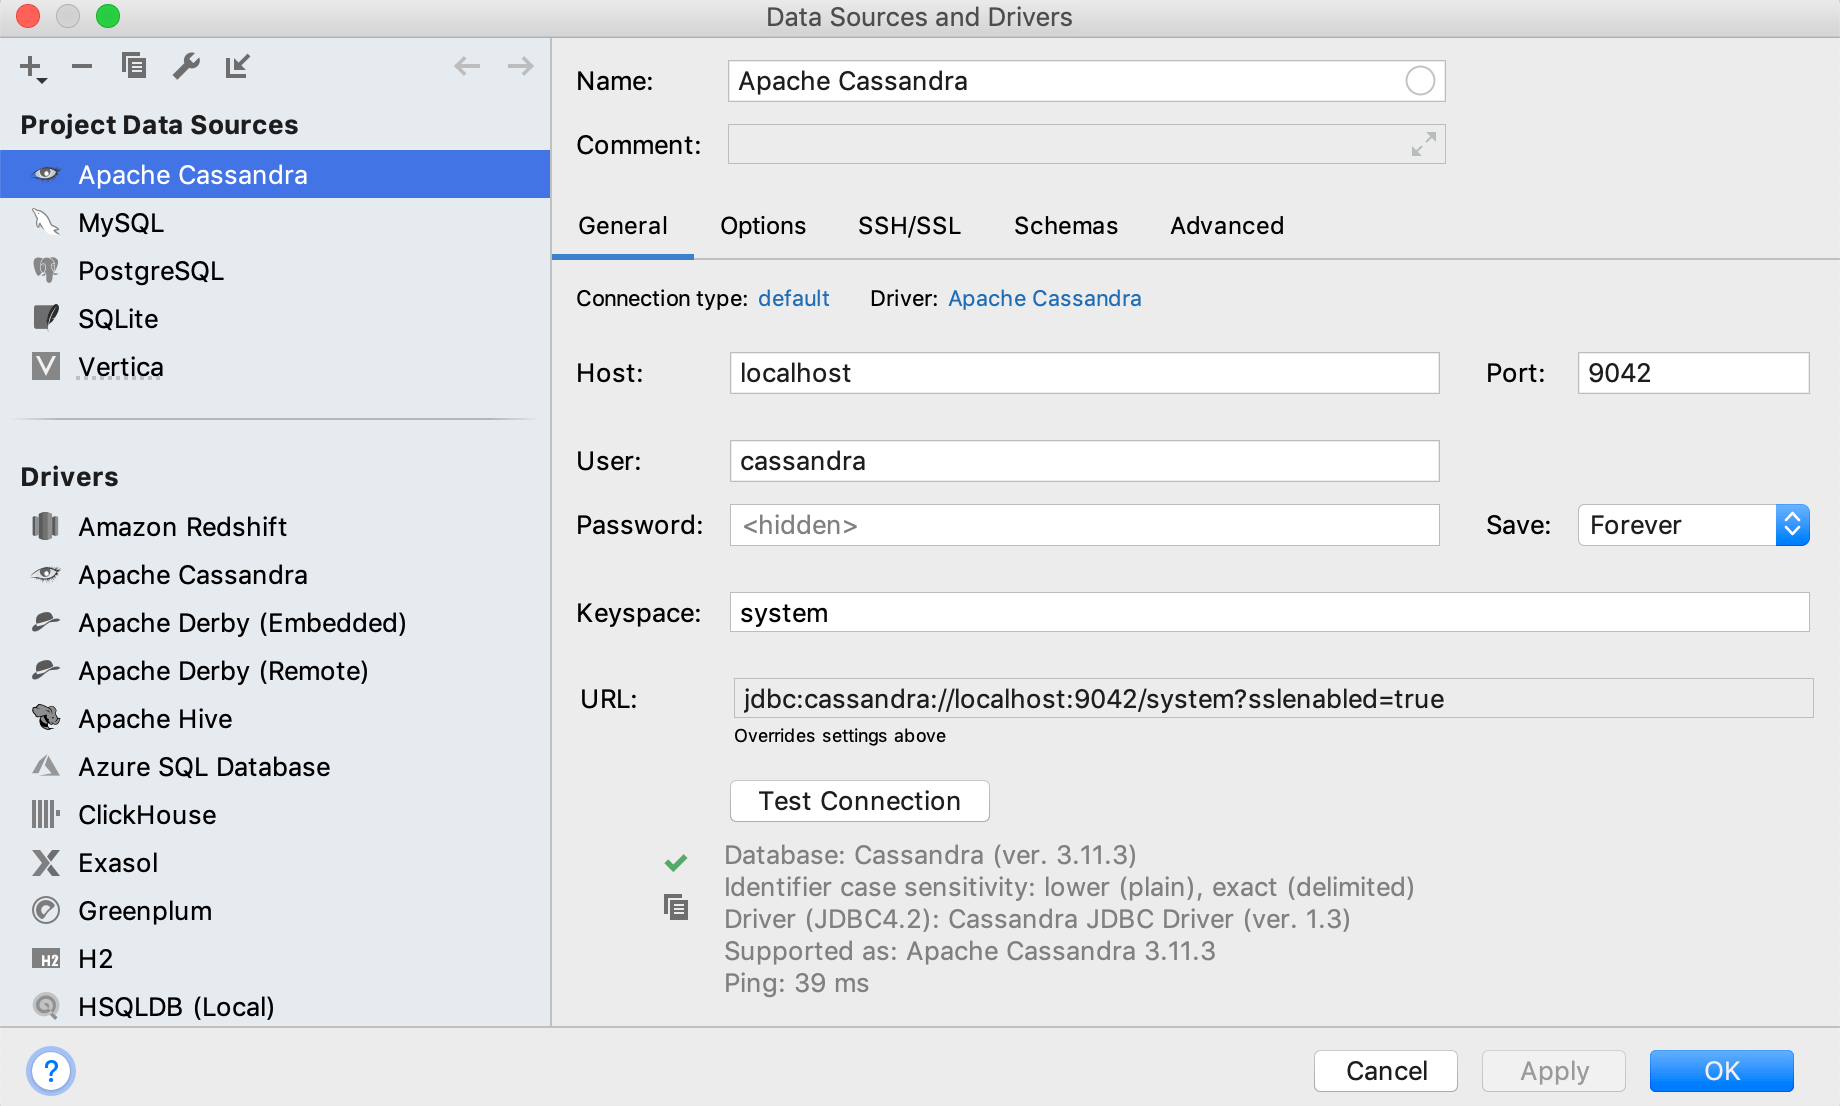 Data Sources and Drivers
Project Data Sources
Apache Cassandra
MySQL
PostgreSQL
SQLite
V Vertica
Drivers
Amazon Redshift
Apache Cassandra
Apache Derby (Embedded)
Apache Derby (Remote)
Apache Hive
Azure SQL Database
ClickHouse
Exasol
Greenplum
H2 H2
HSQLDB (Local)
Name: Apache Cassandra
Comment:
General Options SSH/SSL Schemas Advanced
Connection type: default Driver: Apache Cassandra
Host: localhost Port: 9042
User: cassandra
Password: <hidden> Save: Forever
Keyspace: system
URL: jdbc:cassandra://localhost:9042/system?sslenabled=true
Overrides settings above
Test Connection
Database: Cassandra (ver. 3.11.3)
Identifier case sensitivity: lower (plain), exact (delimited)
Driver (JDBC4.2): Cassandra JDBC Driver (ver. 1.3)
Supported as: Apache Cassandra 3.11.3
Ping: 39 ms
? Cancel Apply OK